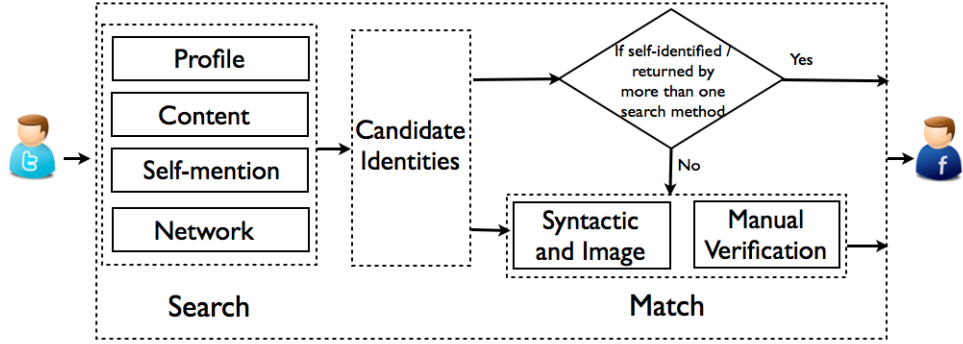 Profile
Content
Self-mention
Network
Search
Candidate
Identities
If self-identified /
returned by
more than one
search method
Yes
No
Syntactic
and Image
Manual
Verification
Match
t
f